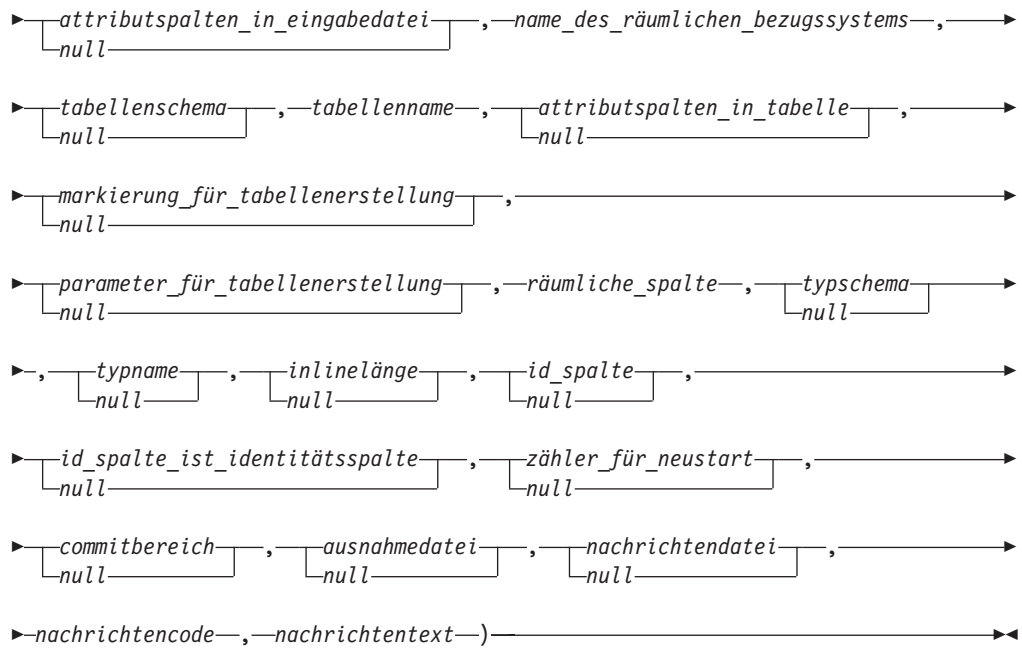 attributspalten_in_eingabedatei , name_des_räumlichen_bezugssystems ,
null
tabellenschema , tabellenname , attributspalten_in_tabelle ,
null null
markierung_für_tabellenerstellung ,
null
parameter_für_tabellenerstellung , räumliche_spalte , typschema
null null
, typname , inlinelänge , id_spalte ,
null null null
id_spalte_ist_identitätsspalte , zähler_für_neustart ,
null null
commitbereich , ausnahmedatei , nachrichtendatei ,
null null null
nachrichtencode , nachrichtentext )